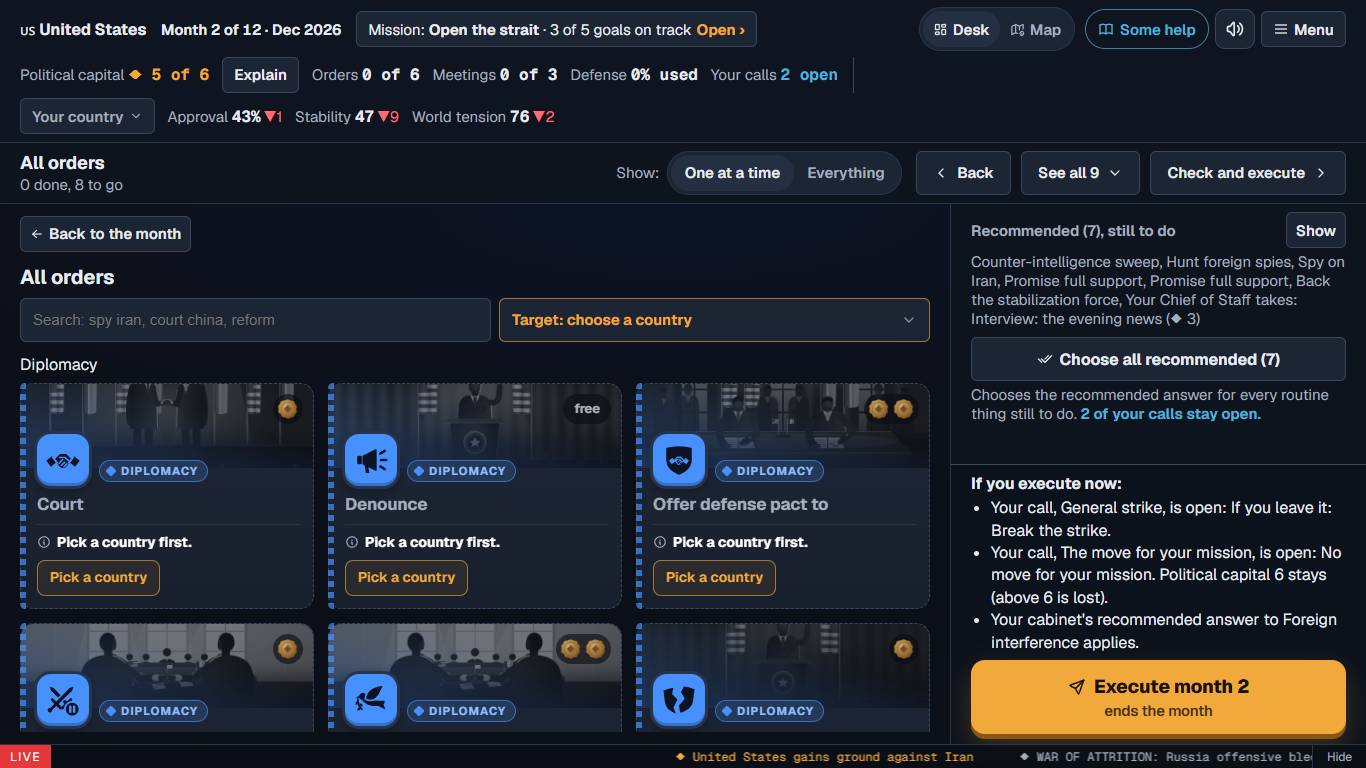 US United States Month 2 of 12 · Dec 2026 Mission: Open the strait · 3 of 5 goals on track Open › Desk Map Some help Menu
Political capital 5 of 6 Explain Orders 0 of 6 Meetings 0 of 3 Defense 0% used Your calls 2 open
Your country Approval 43% ▼1 Stability 47 ▼9 World tension 76 ▼2
All orders
0 done, 8 to go
Show: One at a time Everything Back See all 9 Check and execute
Back to the month
All orders
Search: spy iran, court china, reform
Target: choose a country
Diplomacy
DIPLOMACY
Court
Pick a country first.
Pick a country
free
DIPLOMACY
Denounce
Pick a country first.
Pick a country
DIPLOMACY
Offer defense pact to
Pick a country first.
Pick a country
DIPLOMACY
DIPLOMACY
DIPLOMACY
Recommended (7), still to do Show
Counter-intelligence sweep, Hunt foreign spies, Spy on
Iran, Promise full support, Promise full support, Back
the stabilization force, Your Chief of Staff takes:
Interview: the evening news (◆ 3)
Choose all recommended (7)
Chooses the recommended answer for every routine
thing still to do. 2 of your calls stay open.
If you execute now:
• Your call, General strike, is open: If you leave it:
Break the strike.
• Your call, The move for your mission, is open: No
move for your mission. Political capital 6 stays
(above 6 is lost).
• Your cabinet's recommended answer to Foreign
interference applies.
Execute month 2
ends the month
LIVE ◆ United States gains ground against Iran ◆ WAR OF ATTRITION: Russia offensive Hide